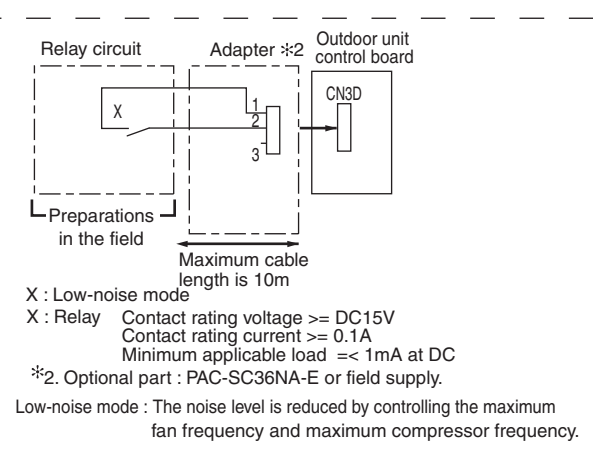 Relay circuit
Adapter ✻2
Outdoor unit
control board
CN3D
X
1
2
3
Preparations
in the field
Maximum cable
length is 10m
X : Low-noise mode
X : Relay Contact rating voltage >= DC15V
Contact rating current >= 0.1A
Minimum applicable load =< 1mA at DC
✻2. Optional part : PAC-SC36NA-E or field supply.
Low-noise mode : The noise level is reduced by controlling the maximum
fan frequency and maximum compressor frequency.